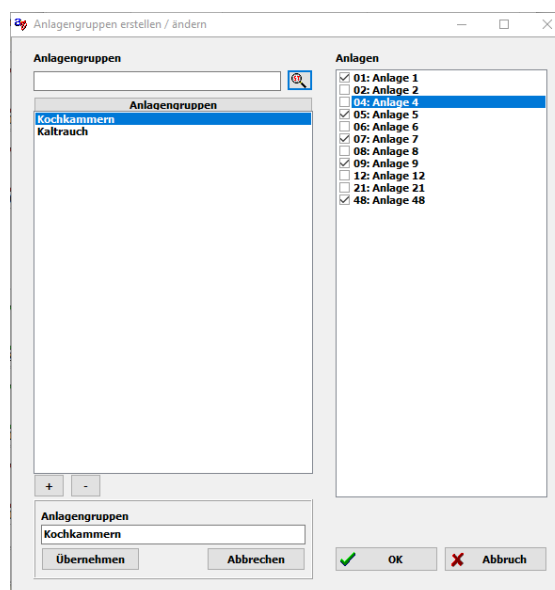 Anlagengruppen erstellen / ändern
Anlagengruppen
Anlagengruppen
Kochkammern
Kaltrauch
+ -
Anlagengruppen
Kochkammern
Übernehmen Abbrechen
Anlagen
01: Anlage 1
02: Anlage 2
04: Anlage 4
05: Anlage 5
06: Anlage 6
07: Anlage 7
08: Anlage 8
09: Anlage 9
12: Anlage 12
21: Anlage 21
48: Anlage 48
OK Abbruch